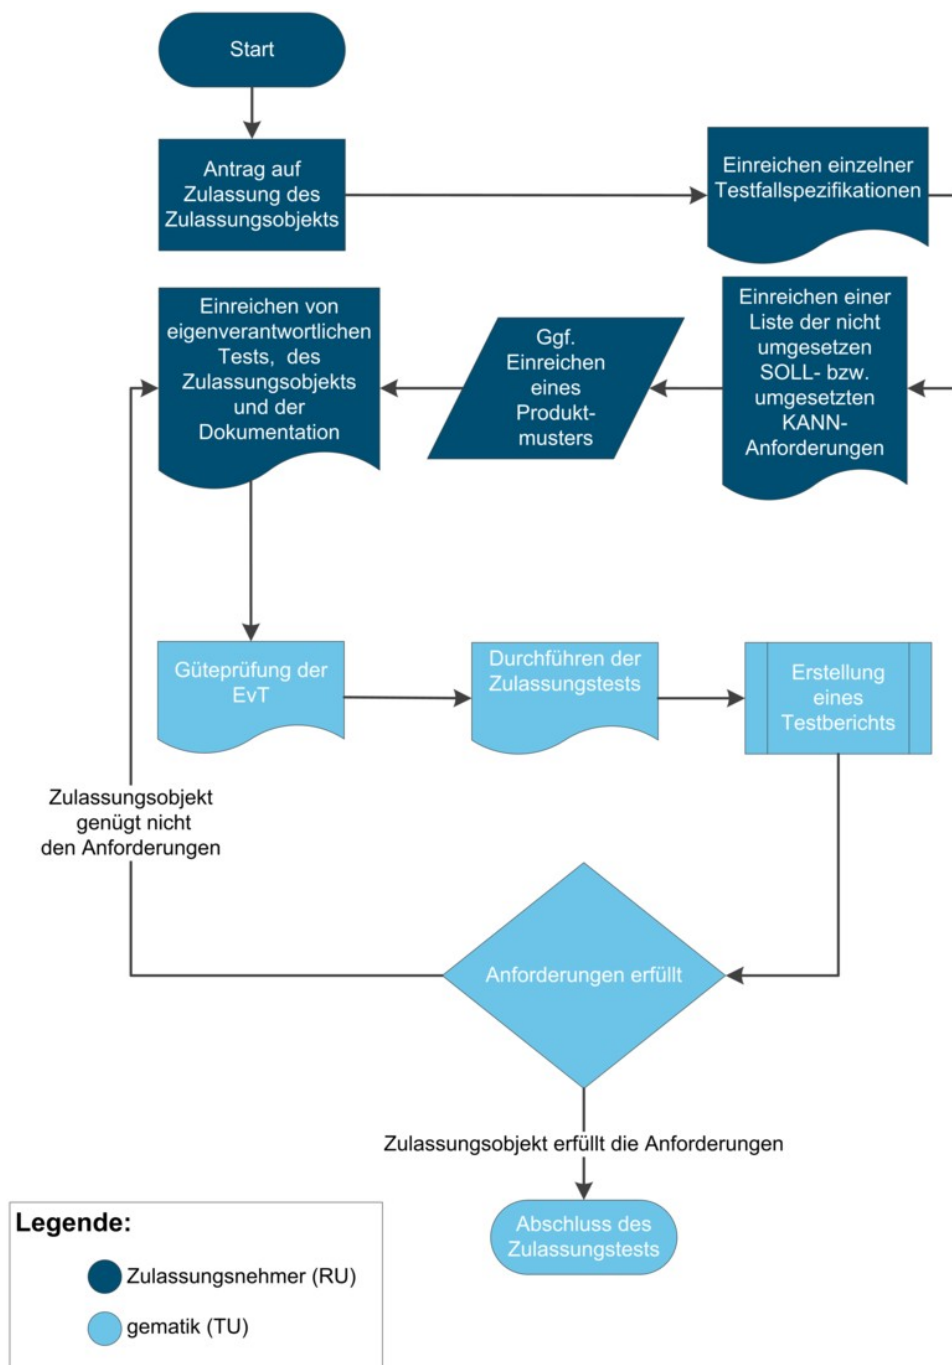 Start
Antrag auf
Zulassung des
Zulassungsobjekts
Einreichen einzelner
Testfallspezifikationen
Einreichen einer
Liste der nicht
umgesetzen
SOLL- bzw.
umgesetzten
KANN-
Anforderungen
Ggf.
Einreichen
eines
Produkt-
musters
Einreichen von
eigenverantwortlichen
Tests, des
Zulassungsobjekts
und der
Dokumentation
Güteprüfung der
EvT
Durchführen der
Zulassungstests
Erstellung
eines
Testberichts
Zulassungsobjekt
genügt nicht
den Anforderungen
Anforderungen erfüllt
Zulassungsobjekt erfüllt die Anforderungen
Abschluss des
Zulassungstests
Legende:
Zulassungsnehmer (RU)
gematik (TU)